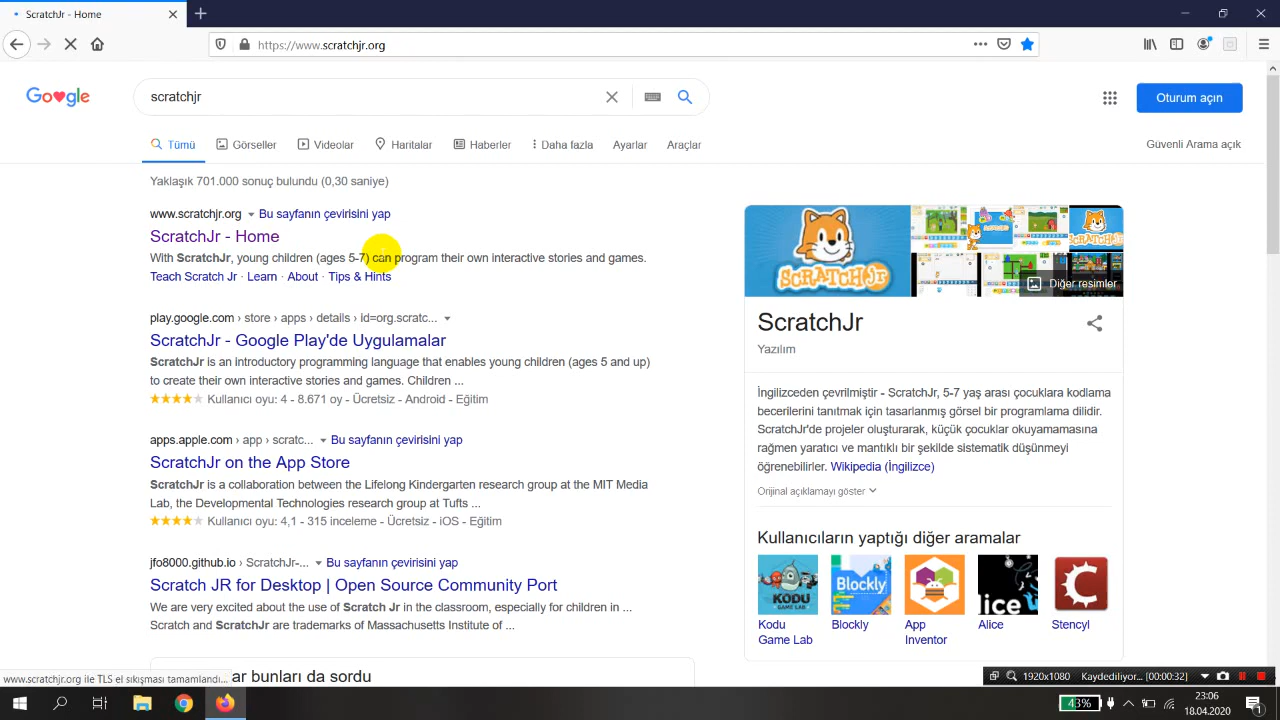 ScratchJr - Home
https://www.scratchjr.org
Google
scratchjr
Oturum açın
Tümü Görseller Videolar Haritalar Haberler Daha fazla Ayarlar Araçlar
Güvenli Arama açık
Yaklaşık 701.000 sonuç bulundu (0,30 saniye)
www.scratchjr.org Bu sayfanın çevirisini yap
ScratchJr - Home
With ScratchJr, young children (ages 5-7) can program their own interactive stories and games.
Teach Scratch Jr · Learn · About · Tips & Hints
play.google.com › store › apps › details › id=org.scratc...
ScratchJr - Google Play'de Uygulamalar
ScratchJr is an introductory programming language that enables young children (ages 5 and up)
to create their own interactive stories and games. Children ...
Kullanıcı oyu: 4 - 8.671 oy - Ücretsiz - Android - Eğitim
apps.apple.com › app › scratc... Bu sayfanın çevirisini yap
ScratchJr on the App Store
ScratchJr is a collaboration between the Lifelong Kindergarten research group at the MIT Media
Lab, the Developmental Technologies research group at Tufts ...
Kullanıcı oyu: 4,1 - 315 inceleme - Ücretsiz - iOS - Eğitim
jfo8000.github.io › ScratchJr-... Bu sayfanın çevirisini yap
Scratch JR for Desktop | Open Source Community Port
We are very excited about the use of Scratch Jr in the classroom, especially for children in ...
Scratch and ScratchJr are trademarks of Massachusetts Institute of ...
ar bunları da sordu
SCRATCHJR
Diğer resimler
ScratchJr
Yazılım
İngilizceden çevrilmiştir - ScratchJr, 5-7 yaş arası çocuklara kodlama
becerilerini tanıtmak için tasarlanmış görsel bir programlama dilidir.
ScratchJr'de projeler oluşturarak, küçük çocuklar okuyamamasına
rağmen yaratıcı ve mantıklı bir şekilde sistematik düşünmeyi
öğrenebilirler. Wikipedia (İngilizce)
Orijinal açıklamayı göster
Kullanıcıların yaptığı diğer aramalar
KODU
GAME LAB
Blockly
lice
Kodu
Game Lab
Blockly
App
Inventor
Alice
Stencyl
www.scratchjr.org ile TLS el sıkışması tamamlandı...
1920x1080 Kaydediliyor... [00:00:32]
43%
23:06
18.04.2020
1